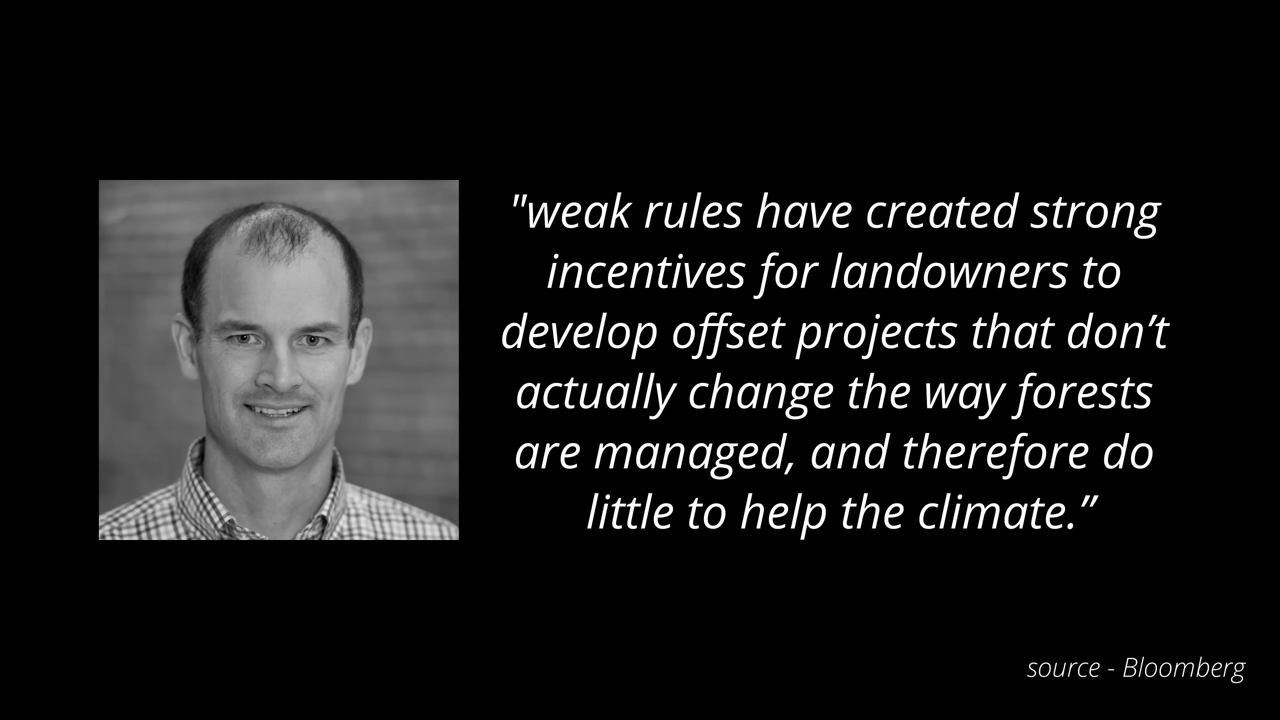 "weak rules have created strong
incentives for landowners to
develop offset projects that don’t
actually change the way forests
are managed, and therefore do
little to help the climate.”
source - Bloomberg